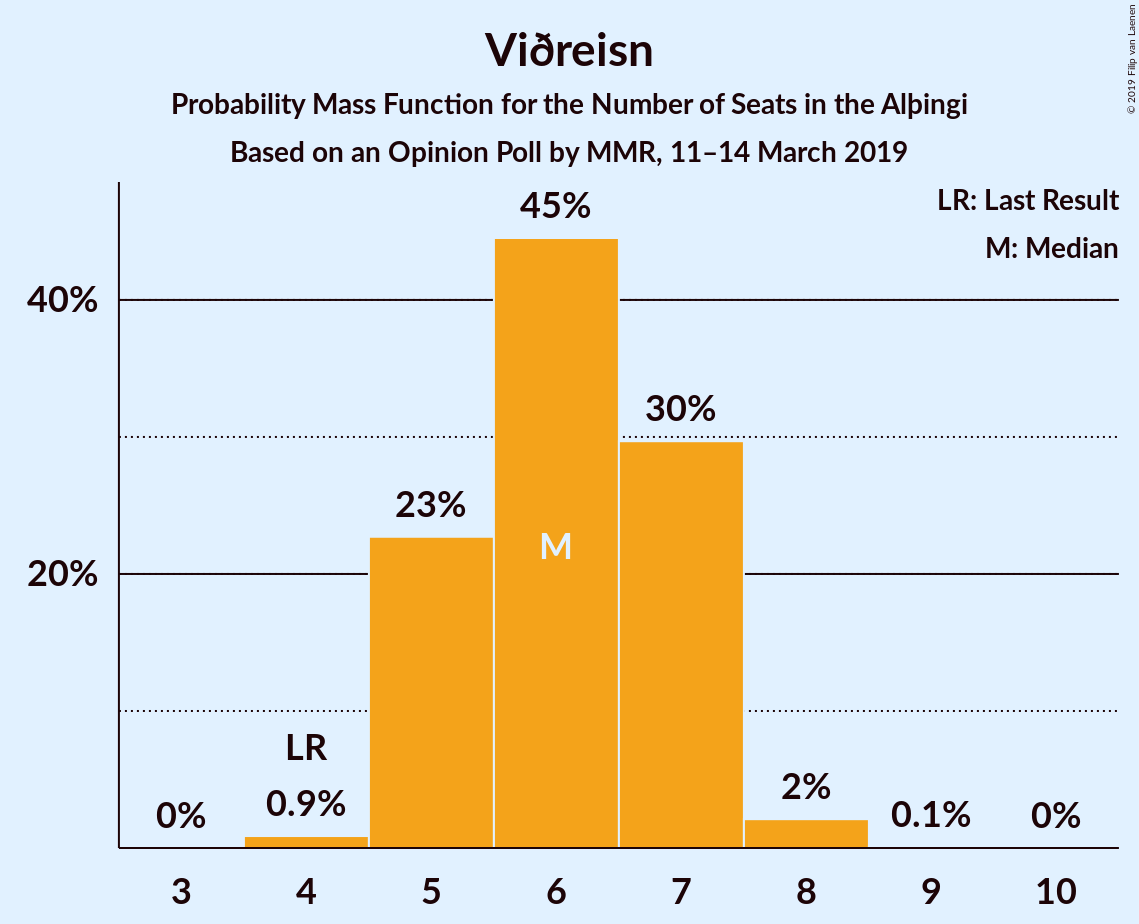 Viðreisn
Probability Mass Function for the Number of Seats in the Alþingi
Based on an Opinion Poll by MMR, 11–14 March 2019
© 2019 Filip van Laenen
LR: Last Result
M: Median
45%
40%
30%
23%
M
20%
LR
0%
0.9%
2%
0.1%
0%
3 4 5 6 7 8 9 10